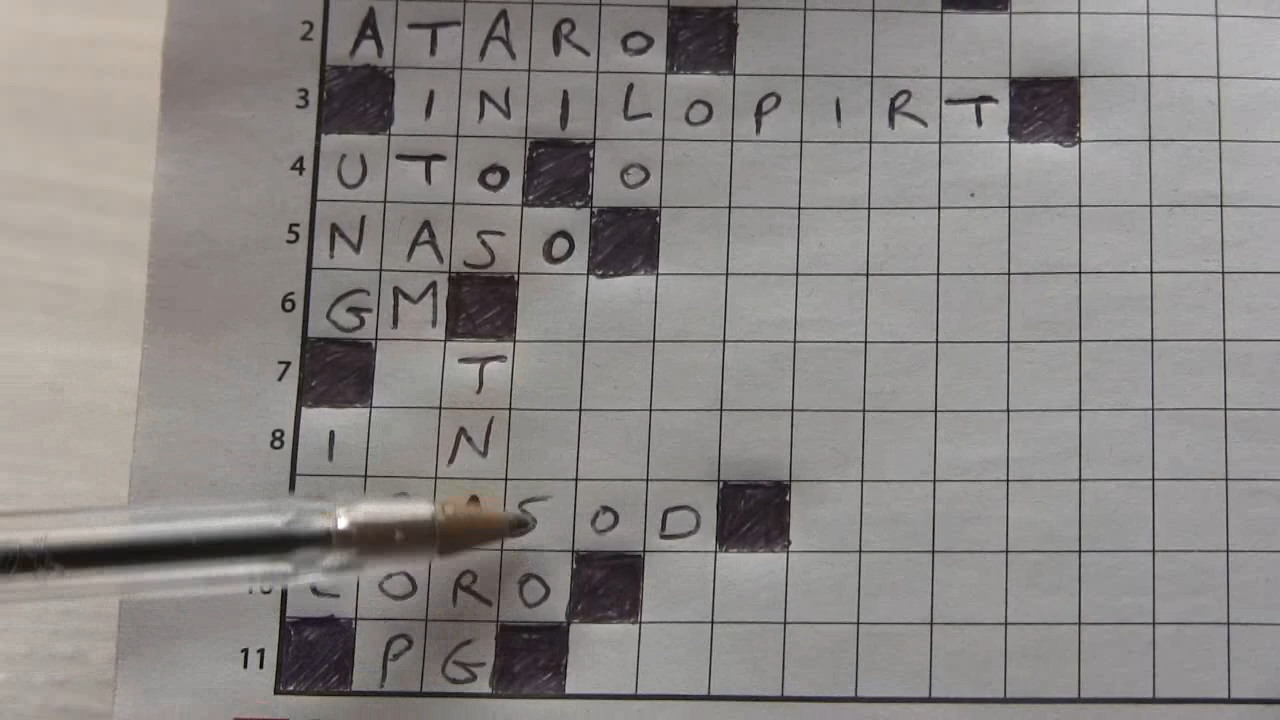 2 ATARO
3 INILOPIRT
4 UTO O
5 NASO
6 GM
7 T
8 I N
SOD
ORO
11 PG